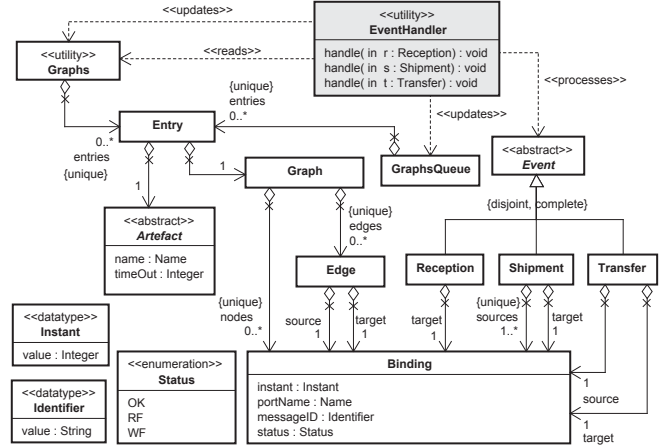 <<updates>>
<<utility>>
EventHandler
handle( in r : Reception) : void
handle( in s : Shipment) : void
handle( in t : Transfer) : void
<<utility>>
Graphs
<<reads>>
<<processes>>
<<updates>>
{unique}
entries
0..*
Entry
0..*
entries
{unique}
1
1
Graph
GraphsQueue
<<abstract>>
Event
{disjoint, complete}
<<abstract>>
Artefact
name : Name
timeOut : Integer
{unique}
edges
0..*
Edge
Reception
Shipment
Transfer
{unique}
nodes
0..*
source
1
target
1
target
1
{unique}
sources
1..*
target
1
<<datatype>>
Instant
value : Integer
<<datatype>>
Identifier
value : String
<<enumeration>>
Status
OK
RF
WF
Binding
instant : Instant
portName : Name
messageID : Identifier
status : Status
1
source
1
target